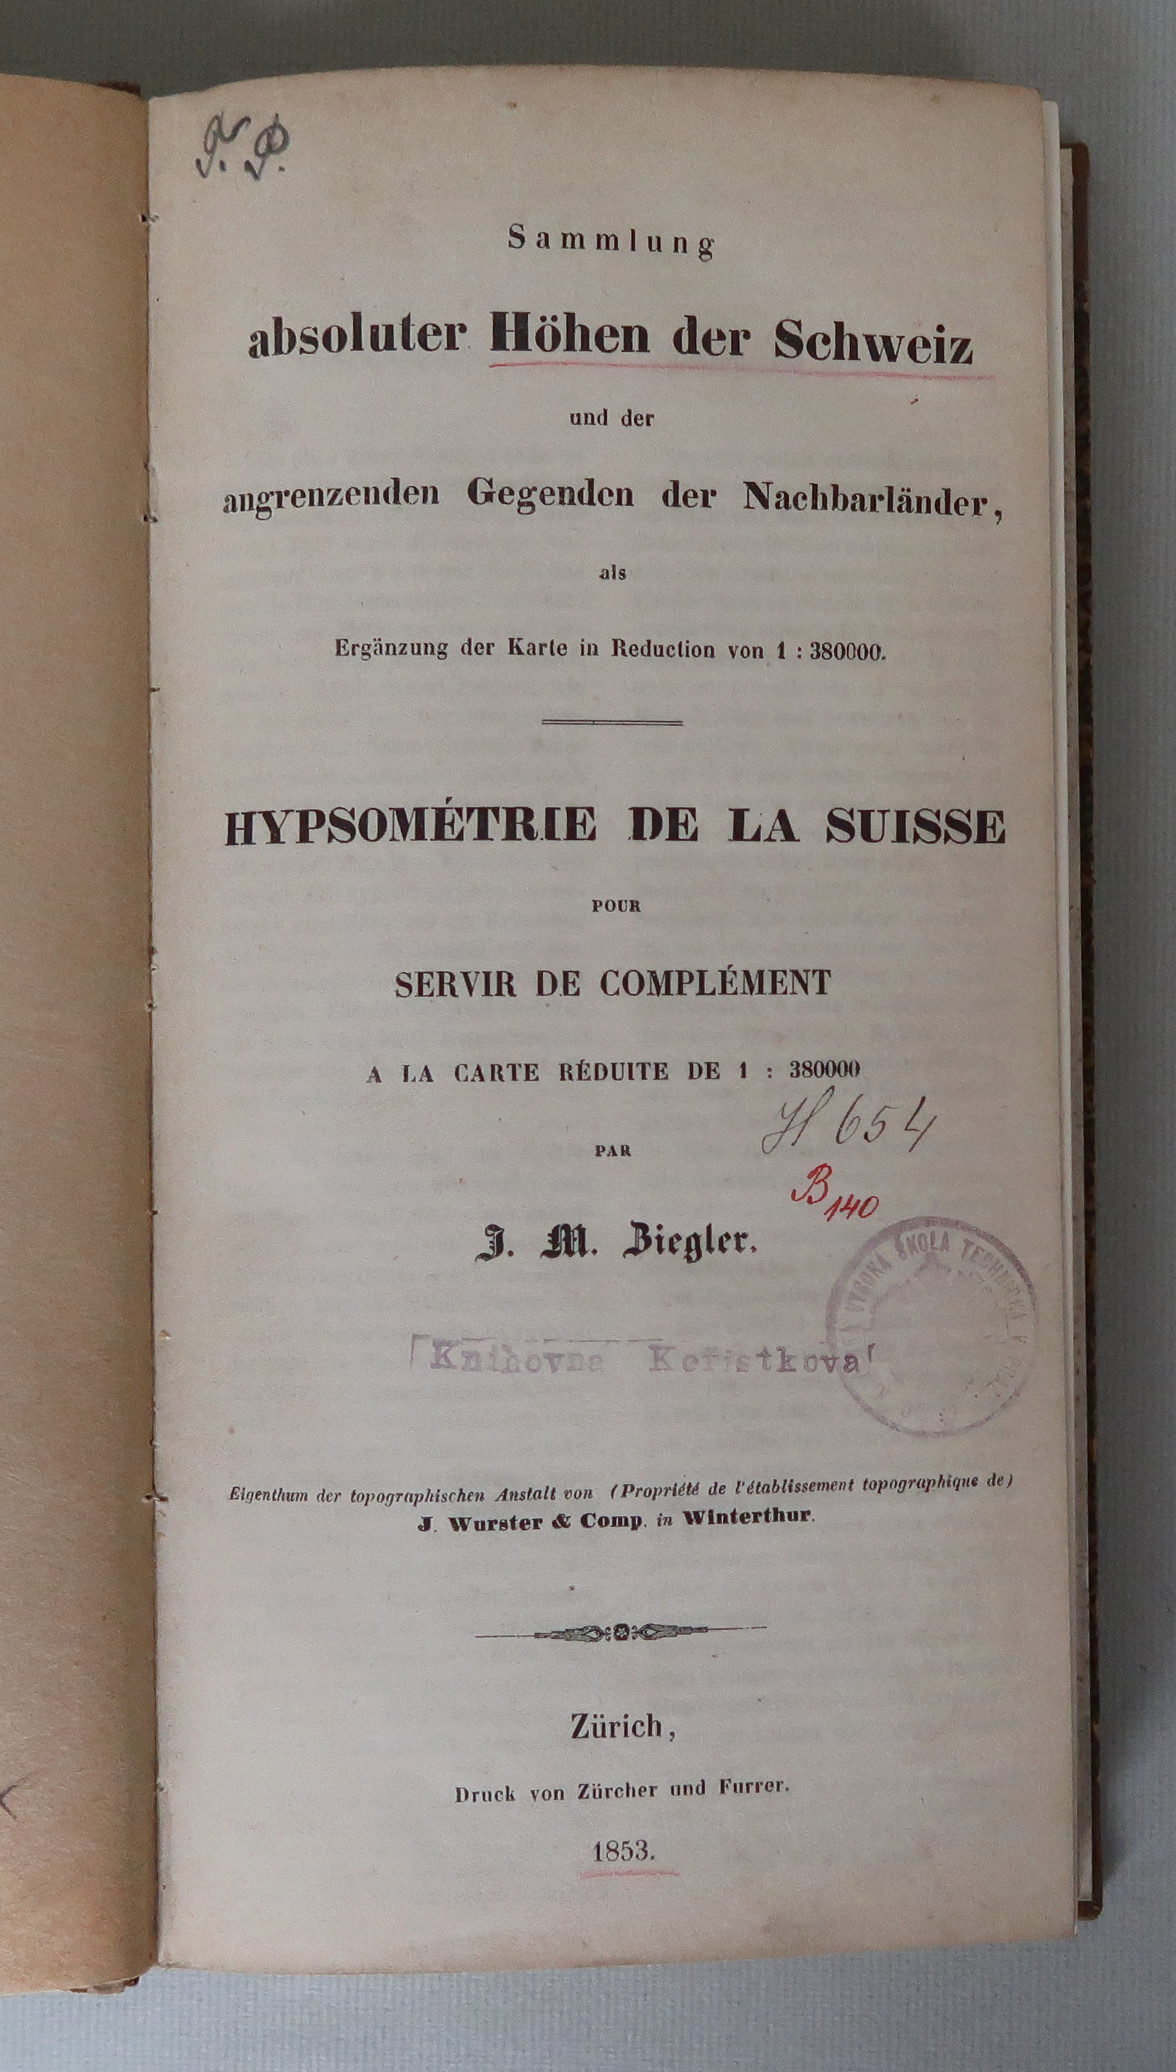 Sammlung
absoluter Höhen der Schweiz
und der
angrenzenden Gegenden der Nachbarländer,
als
Ergänzung der Karte in Reduction von 1 : 380000.
HYPSOMÉTRIE DE LA SUISSE
POUR
SERVIR DE COMPLÉMENT
A LA CARTE RÉDUITE DE 1 : 380000
H 654
PAR
B 140
J. M. Ziegler.
VYSOKÁ ŠKOLA TECHNICKÁ V
Knihovna Kořistkova
Eigenthum der topographischen Anstalt von (Propriété de l'établissement topographique de)
J. Wurster & Comp. in Winterthur.
Zürich,
Druck von Zürcher und Furrer.
1853.